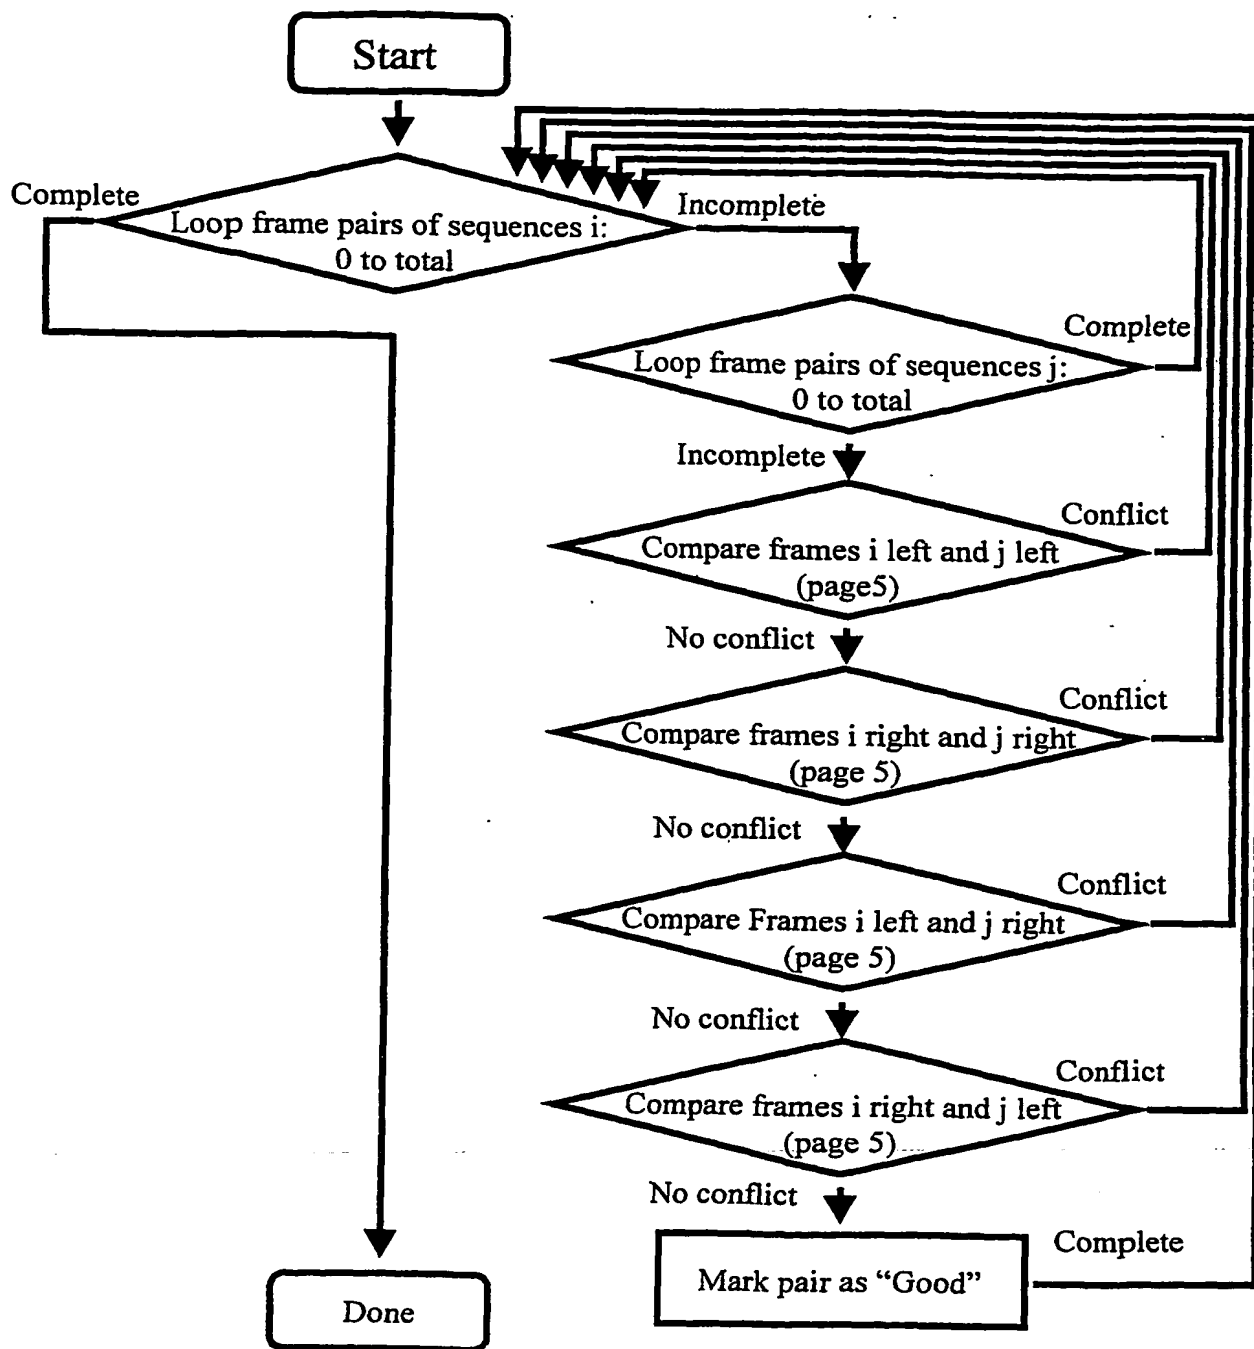 Start
Complete
Loop frame pairs of sequences i:
0 to total
Incomplete
Complete
Loop frame pairs of sequences j:
0 to total
Incomplete
Conflict
Compare frames i left and j left
(page5)
No conflict
Conflict
Compare frames i right and j right
(page 5)
No conflict
Conflict
Compare Frames i left and j right
(page 5)
No conflict
Conflict
Compare frames i right and j left
(page 5)
No conflict
Complete
Mark pair as “Good”
Done